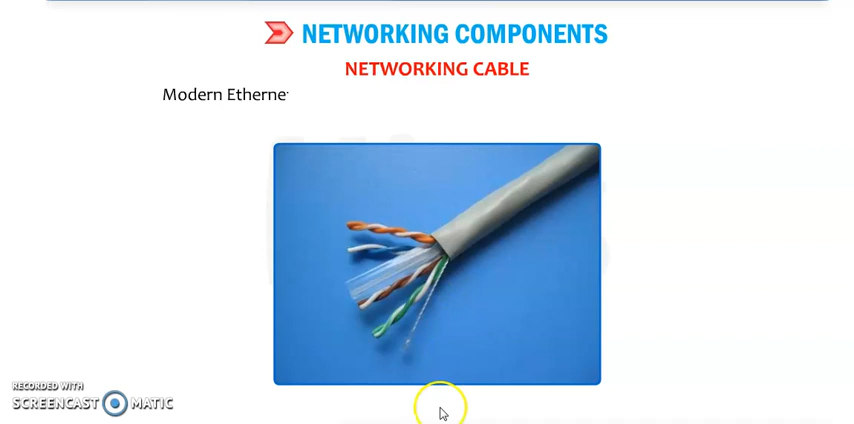 NETWORKING COMPONENTS
NETWORKING CABLE
Modern Etherne
RECORDED WITH
SCREENCAST MATIC